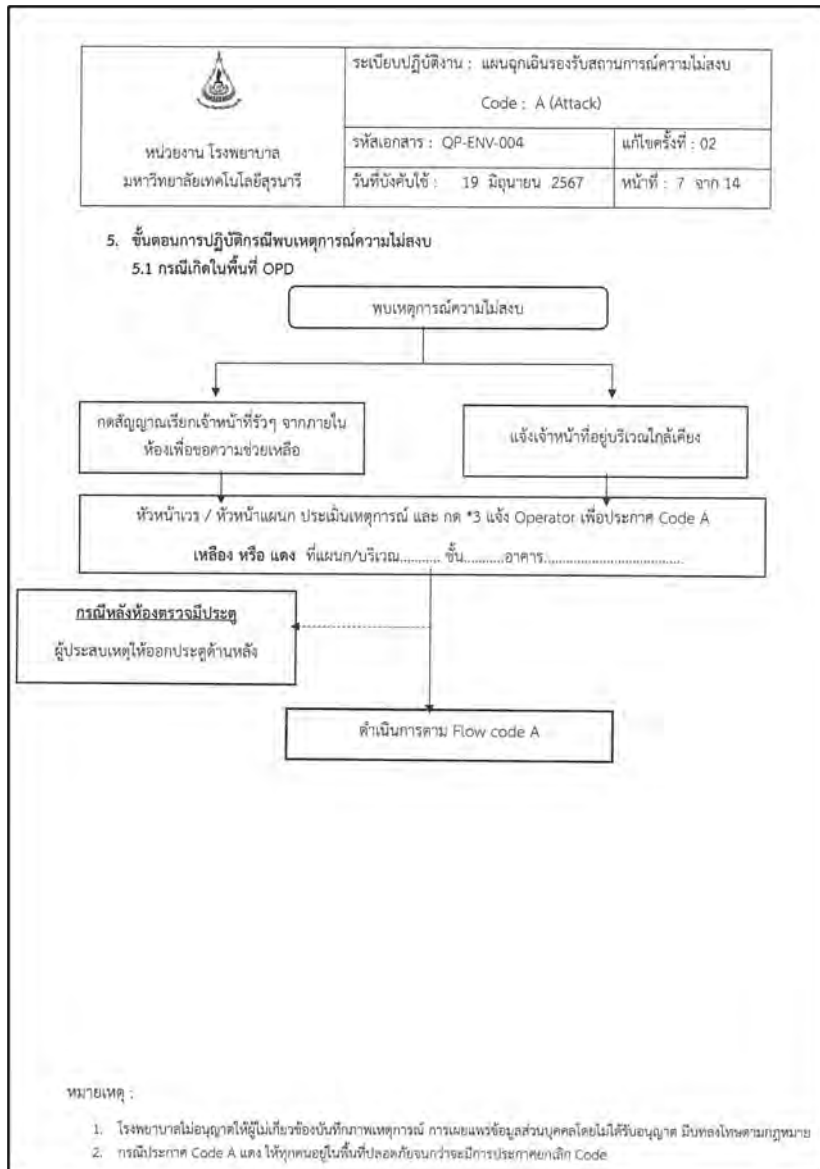 ระเบียบปฏิบัติงาน : แผนฉุกเฉินรองรับสถานการณ์ความไม่สงบ
Code : A (Attack)
หน่วยงาน โรงพยาบาล
มหาวิทยาลัยเทคโนโลยีสุรนารี
รหัสเอกสาร : QP-ENV-004
แก้ไขครั้งที่ : 02
วันที่บังคับใช้ : 19 มิถุนายน 2567
หน้าที่ : 7 จาก 14
5. ขั้นตอนการปฏิบัติกรณีพบเหตุการณ์ความไม่สงบ
5.1 กรณีเกิดในพื้นที่ OPD
พบเหตุการณ์ความไม่สงบ
กดสัญญาณเรียกเจ้าหน้าที่รัวๆ จากภายใน
ห้องเพื่อขอความช่วยเหลือ
แจ้งเจ้าหน้าที่อยู่บริเวณใกล้เคียง
หัวหน้าเวร / หัวหน้าแผนก ประเมินเหตุการณ์ และ กด *3 แจ้ง Operator เพื่อประกาศ Code A
เหลือง หรือ แดง ที่แผนก/บริเวณ........... ชั้น...........อาคาร.....................................
กรณีหลังห้องตรวจมีประตู
ผู้ประสบเหตุให้ออกประตูด้านหลัง
ดำเนินการตาม Flow code A
หมายเหตุ :
1. โรงพยาบาลไม่อนุญาตให้ผู้ไม่เกี่ยวข้องบันทึกภาพเหตุการณ์ การเผยแพร่ข้อมูลส่วนบุคคลโดยไม่ได้รับอนุญาต มีบทลงโทษตามกฎหมาย
2. กรณีประกาศ Code A แดง ให้ทุกคนอยู่ในพื้นที่ปลอดภัยจนกว่าจะมีการประกาศยกเลิก Code